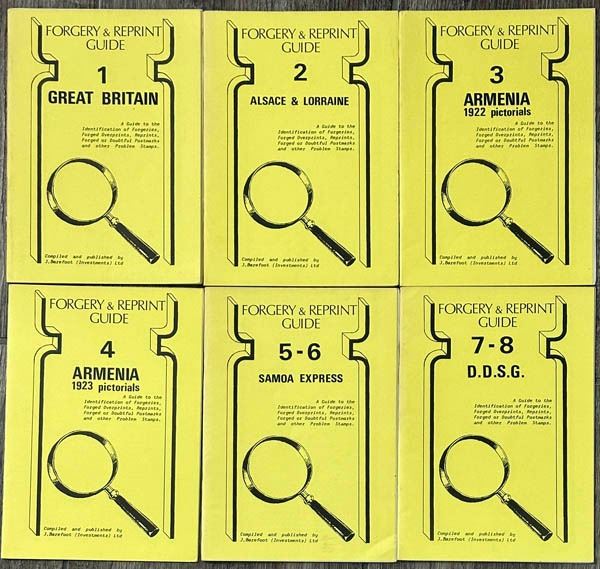 FORGERY & REPRINT
GUIDE
1
GREAT BRITAIN
A Guide to the
Identification of Forgeries,
Forged Overprints, Reprints,
Forged or Doubtful Postmarks
and other Problem Stamps.
Compiled and published by
J.Barefoot (Investments) Ltd
FORGERY & REPRINT
GUIDE
2
ALSACE & LORRAINE
A Guide to the
Identification of Forgeries,
Forged Overprints, Reprints,
Forged or Doubtful Postmarks
and other Problem Stamps.
Compiled and published by
J.Barefoot (Investments) Ltd
FORGERY & REPRINT
GUIDE
3
ARMENIA
1922 pictorials
A Guide to the
Identification of Forgeries,
Forged Overprints, Reprints,
Forged or Doubtful Postmarks
and other Problem Stamps.
Compiled and published by
J.Barefoot (Investments) Ltd
FORGERY & REPRINT
GUIDE
4
ARMENIA
1923 pictorials
A Guide to the
Identification of Forgeries,
Forged Overprints, Reprints,
Forged or Doubtful Postmarks
and other Problem Stamps.
Compiled and published by
J.Barefoot (Investments) Ltd
FORGERY & REPRINT
GUIDE
5-6
SAMOA EXPRESS
A Guide to the
Identification of Forgeries,
Forged Overprints, Reprints,
Forged or Doubtful Postmarks
and other Problem Stamps.
Compiled and published by
J.Barefoot (Investments) Ltd
FORGERY & REPRINT
GUIDE
7-8
D.D.S.G.
A Guide to the
Identification of Forgeries,
Forged Overprints, Reprints,
Forged or Doubtful Postmarks
and other Problem Stamps.
Compiled and published by
J.Barefoot (Investments) Ltd